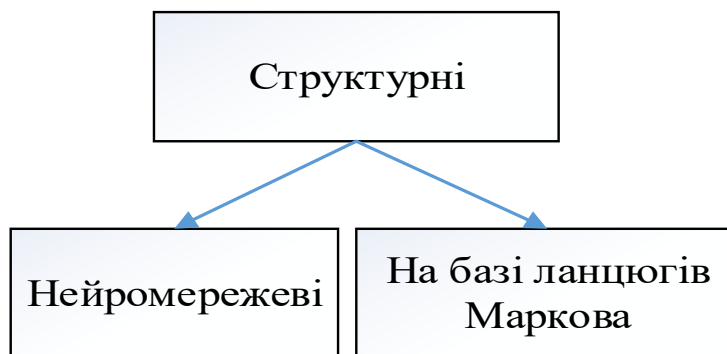 Структурні
Нейромережеві
На базі ланцюгів
Маркова